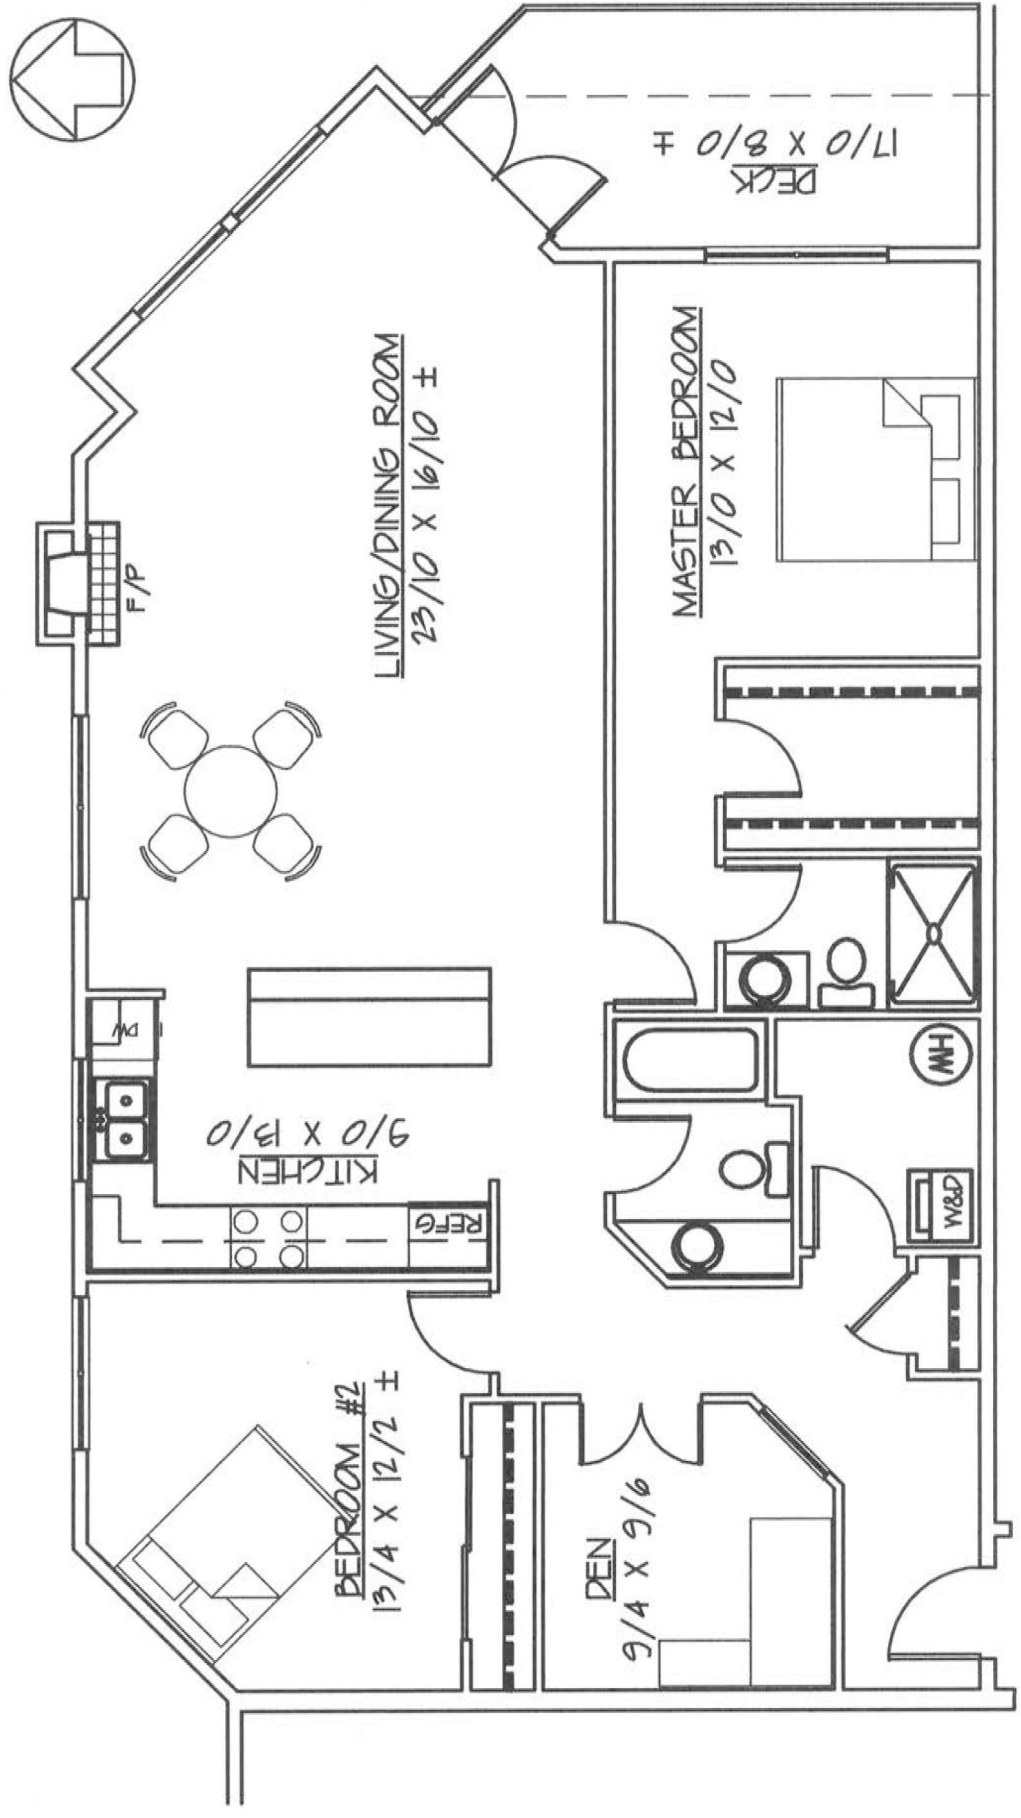 DECK
17/0 X 8/0 ±
LIVING/DINING ROOM
23/10 X 16/10 ±
MASTER BEDROOM
13/0 X 12/0
F/P
DW
KITCHEN
9/0 X 13/0
REFG
HW
W&D
BEDROOM #2
13/4 X 12/2 ±
DEN
9/4 X 9/6